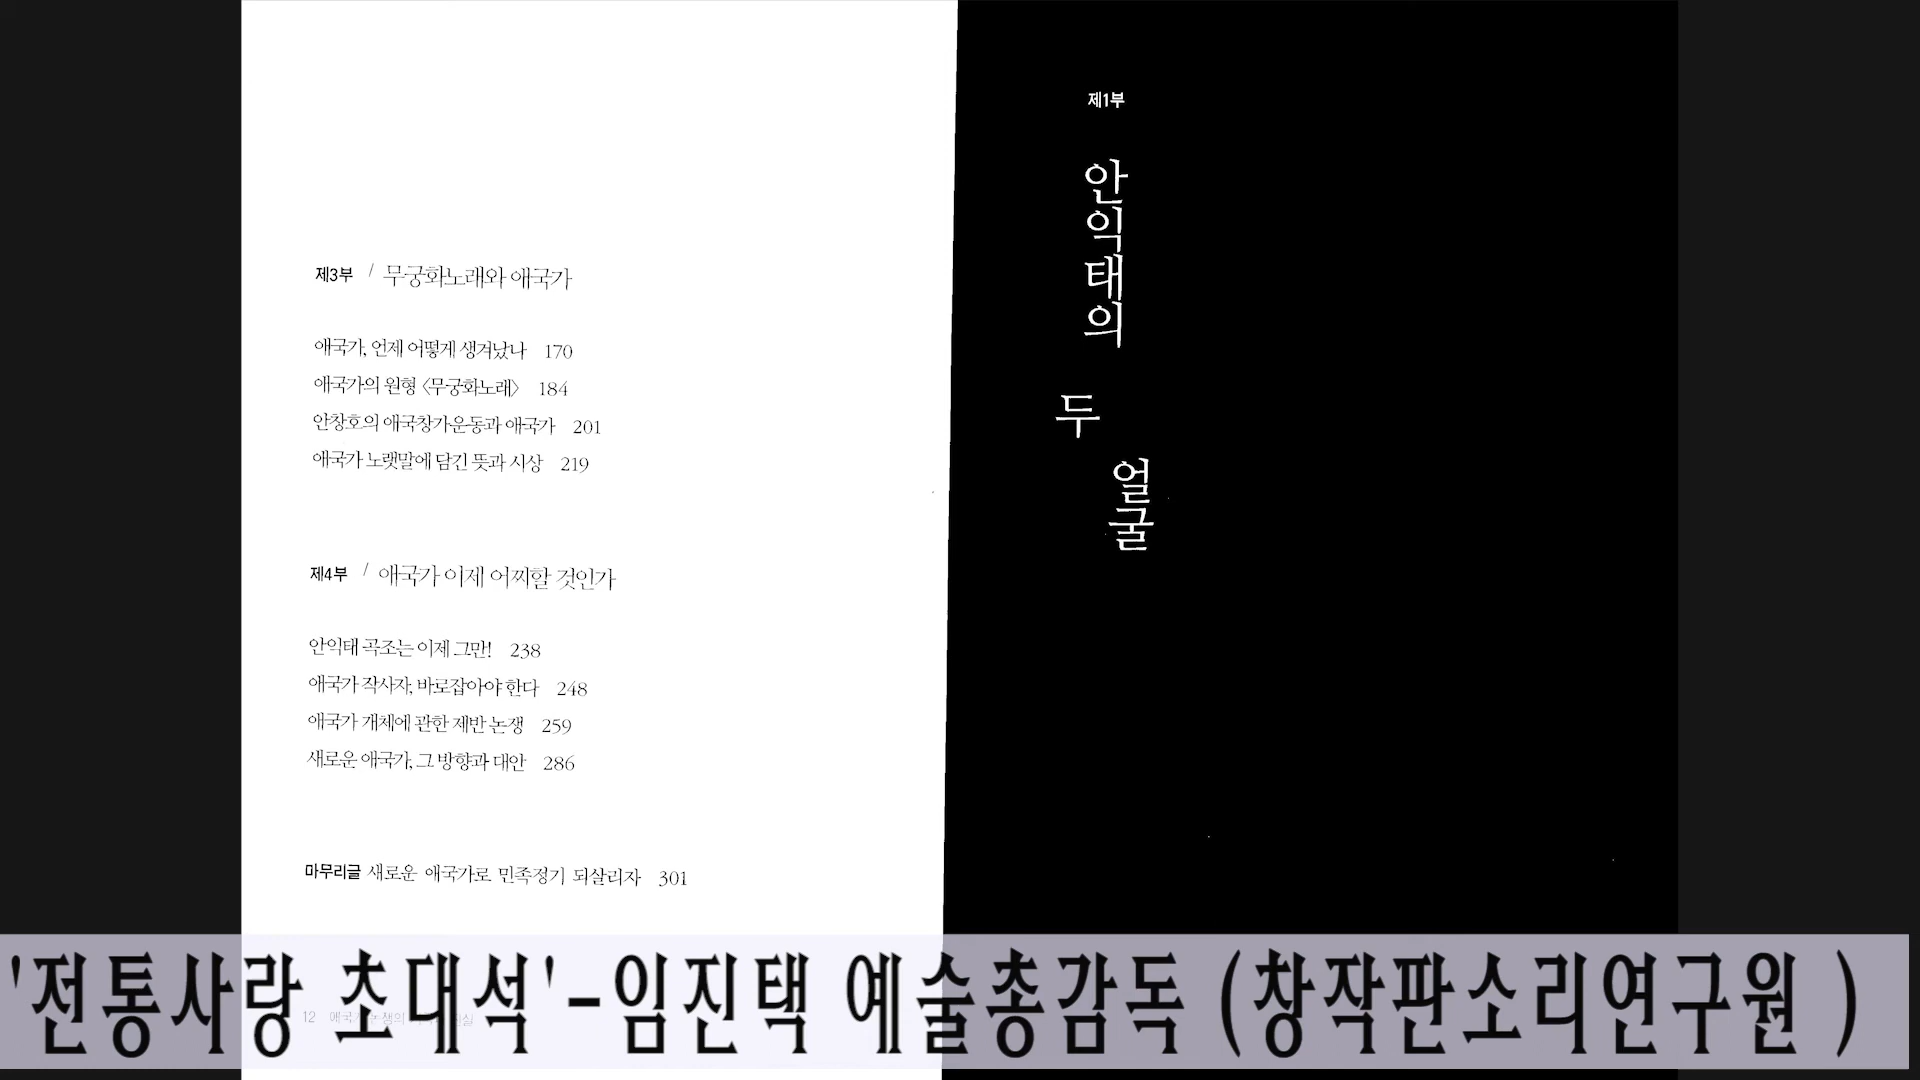 제3부 / 무궁화노래와 애국가
애국가, 언제 어떻게 생겨났나 170
애국가의 원형 〈무궁화노래〉 184
안창호의 애국창가운동과 애국가 201
애국가 노랫말에 담긴 뜻과 시상 219
제4부 / 애국가 이제 어찌할 것인가
안익태 곡조는 이제 그만! 238
애국가 작사자, 바로잡아야 한다 248
애국가 개체에 관한 제반 논쟁 259
새로운 애국가, 그 방향과 대안 286
마무리글 새로운 애국가로 민족정기 되살리자 301
12 애국가 논쟁의
제1부
안익태의
두
얼굴
'전통사랑 초대석'-임진택 예술총감독 (창작판소리연구원 )